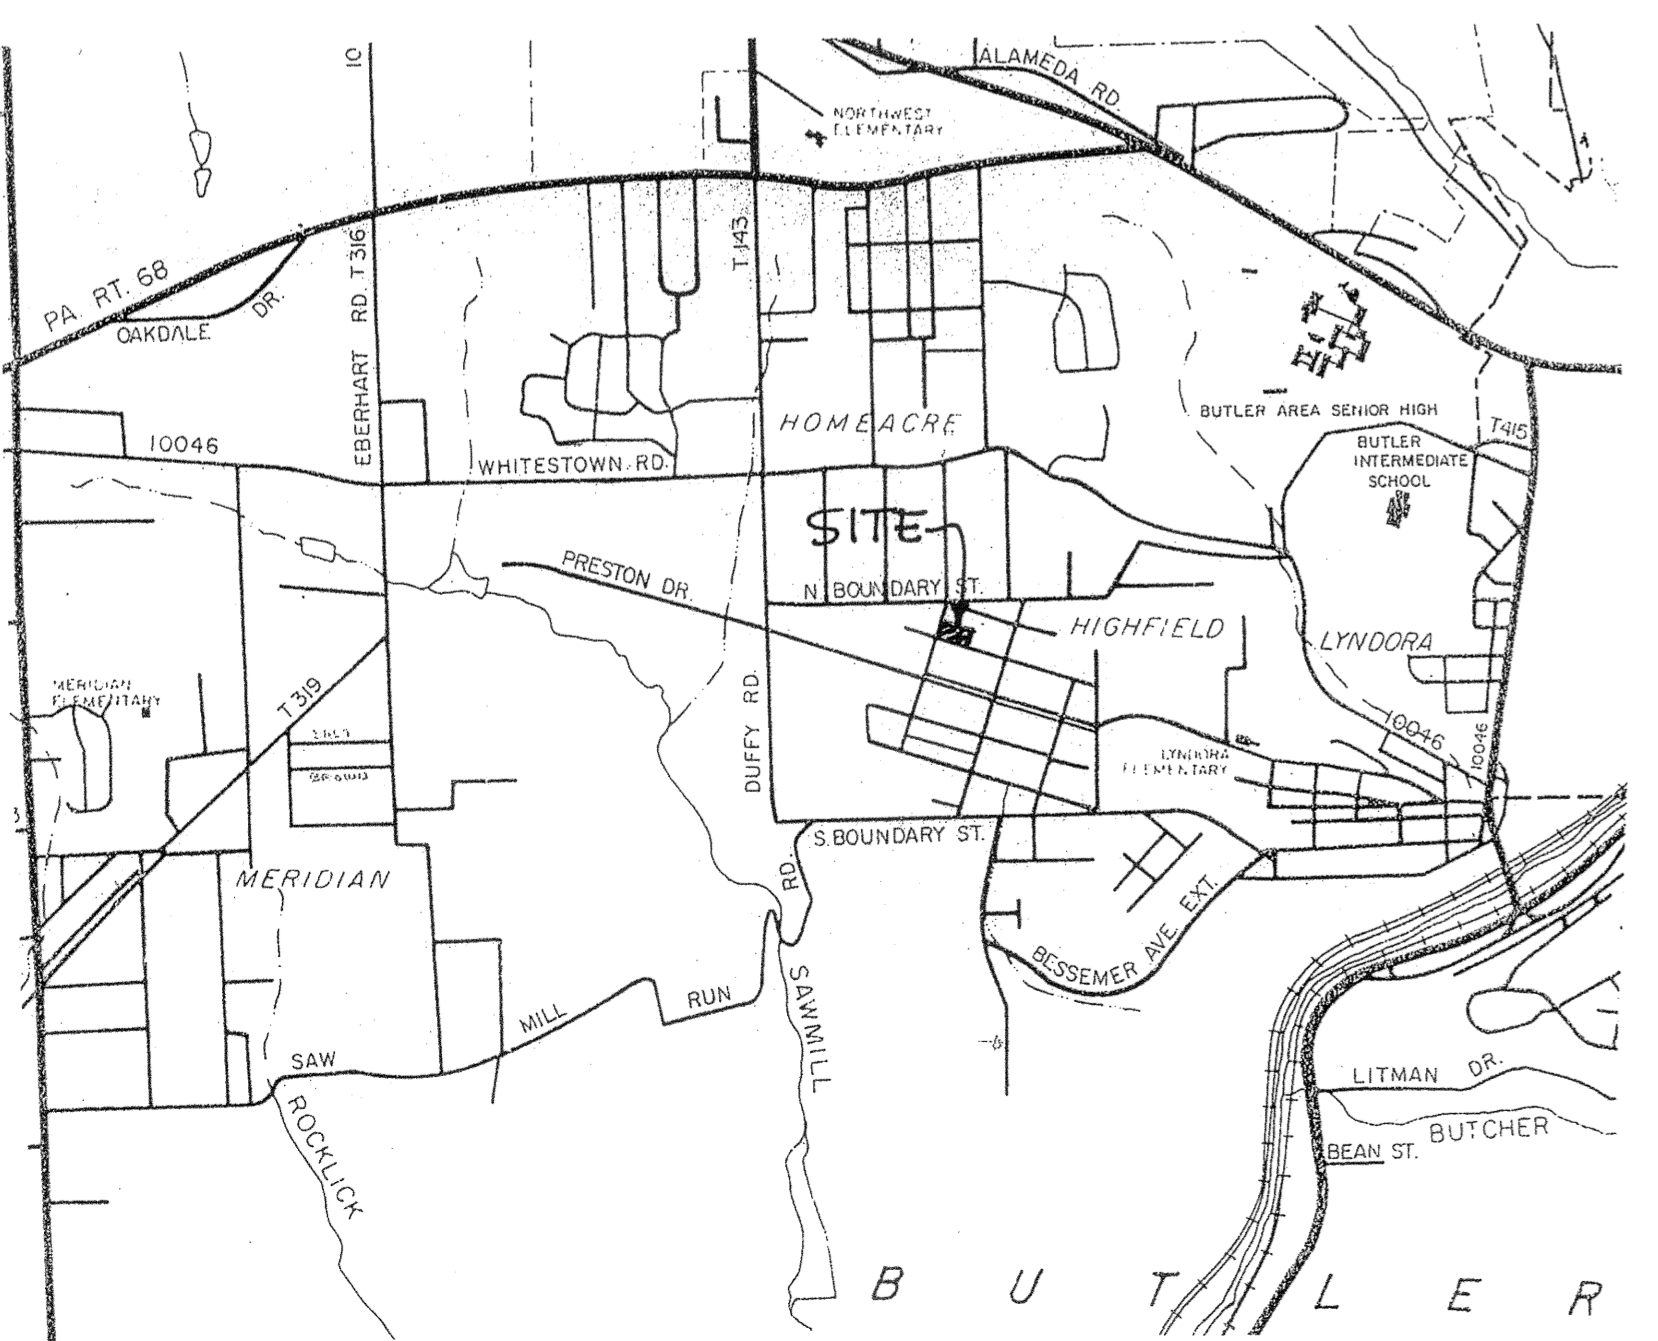 10
ALAMEDA RD.
NORTHWEST
ELEMENTARY
PA RT. 68
OAKDALE DR.
EBERHART RD. T316
T 143
HOMEACRE
BUTLER AREA SENIOR HIGH
T415
BUTLER
INTERMEDIATE
SCHOOL
10046
WHITESTOWN RD.
SITE
PRESTON DR.
N BOUNDARY ST.
HIGHFIELD
LYNDORA
MERIDIAN
ELEMENTARY
T 319
BROWN
DUFFY RD.
LYNDORA
ELEMENTARY
10046
10046
S. BOUNDARY ST.
RD.
MERIDIAN
BESSEMER AVE. EXT.
SAW MILL RUN
SAWMILL
ROCKLICK
LITMAN DR.
BUTCHER
BEAN ST.
BUTLER